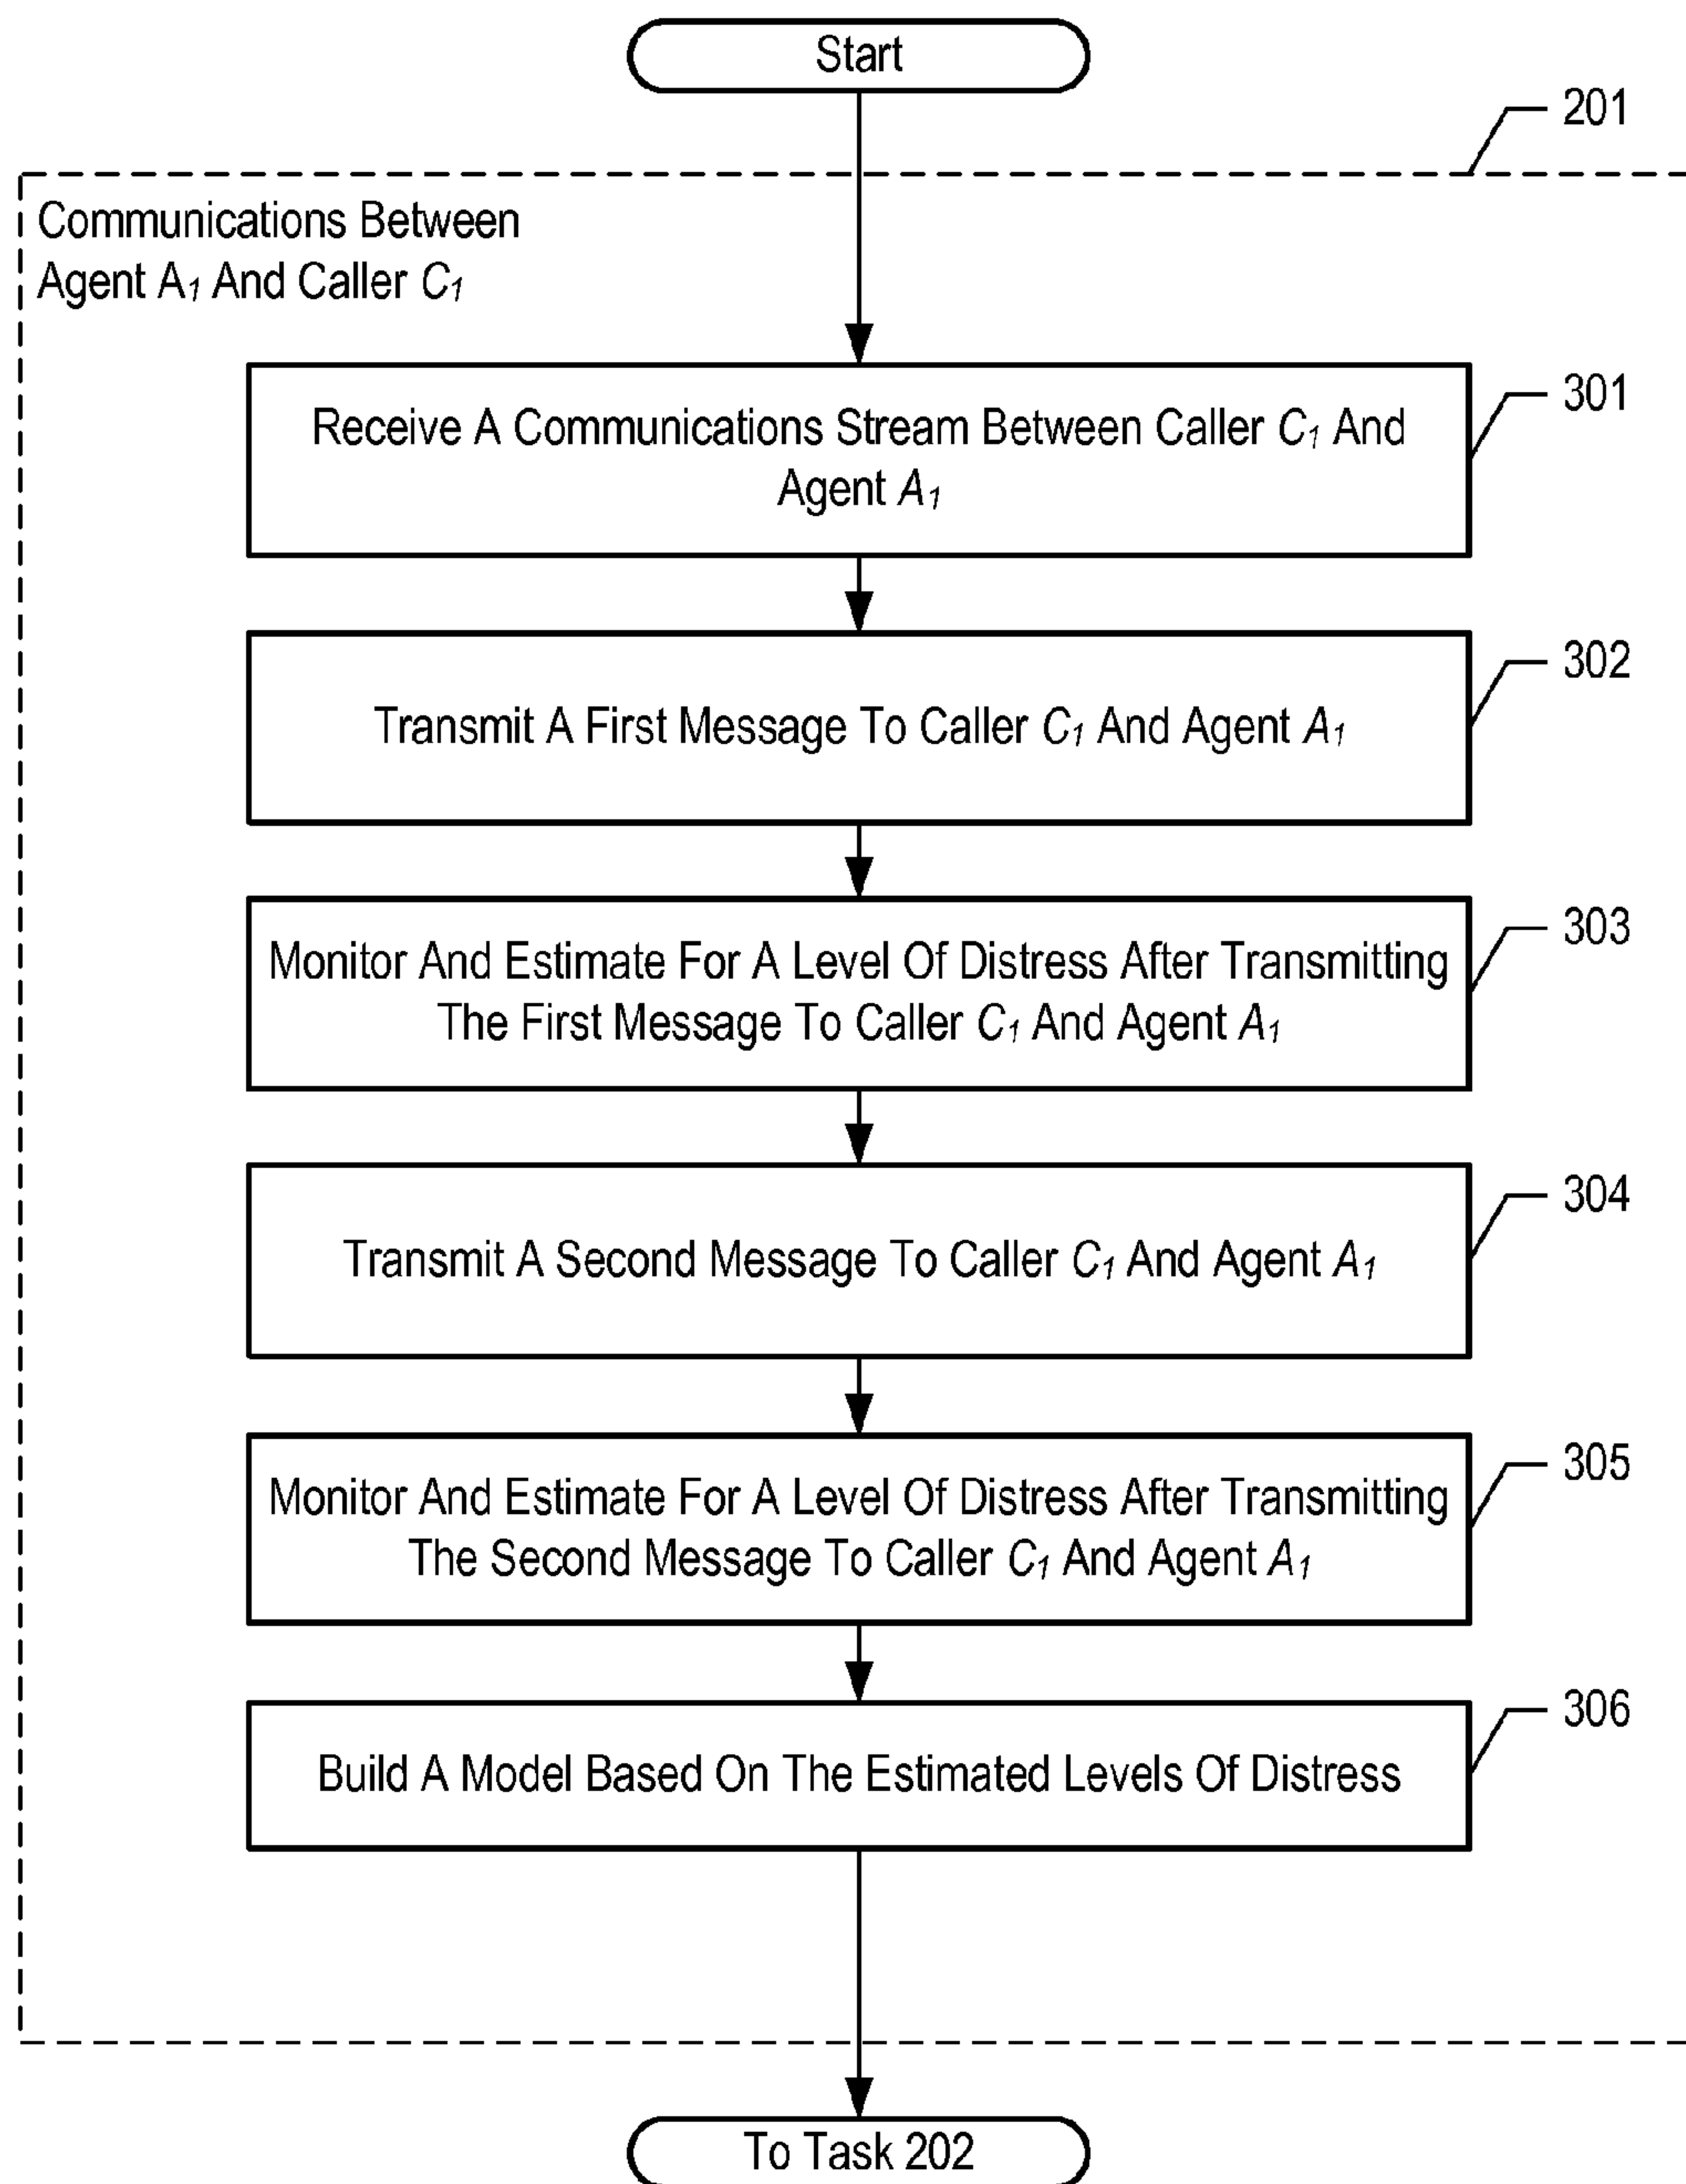 Start
201
Communications Between
Agent A₁ And Caller C₁
301
Receive A Communications Stream Between Caller C₁ And
Agent A₁
302
Transmit A First Message To Caller C₁ And Agent A₁
303
Monitor And Estimate For A Level Of Distress After Transmitting
The First Message To Caller C₁ And Agent A₁
304
Transmit A Second Message To Caller C₁ And Agent A₁
305
Monitor And Estimate For A Level Of Distress After Transmitting
The Second Message To Caller C₁ And Agent A₁
306
Build A Model Based On The Estimated Levels Of Distress
To Task 202